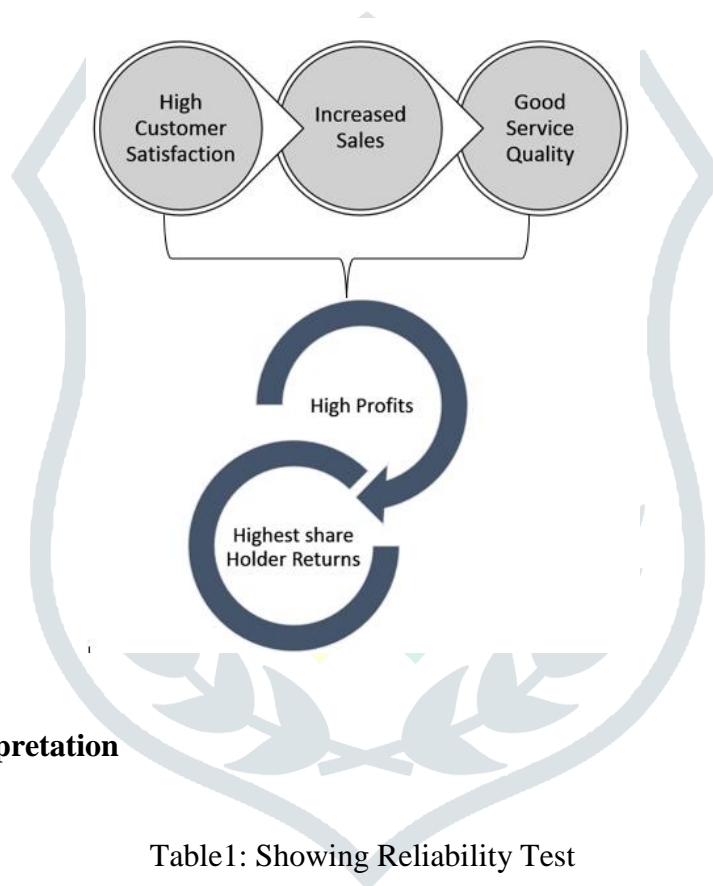 High
Customer
Satisfaction
Increased
Sales
Good
Service
Quality
High Profits
Highest share
Holder Returns
pretation
Table1: Showing Reliability Test